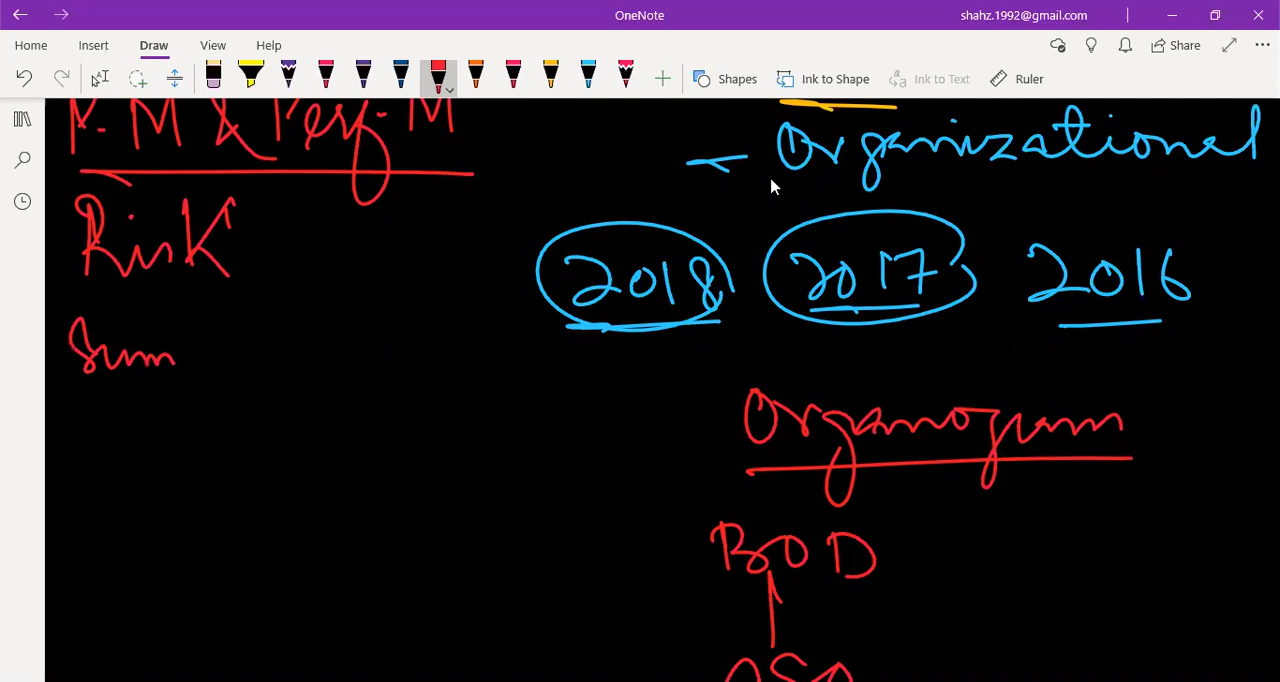 OneNote
shahz.1992@gmail.com
Home Insert Draw View Help
Share
Shapes Ink to Shape Ink to Text Ruler
P. M & Perf-M
Organizational
Risk
2018 2017 2016
Sum
Organogram
BOD